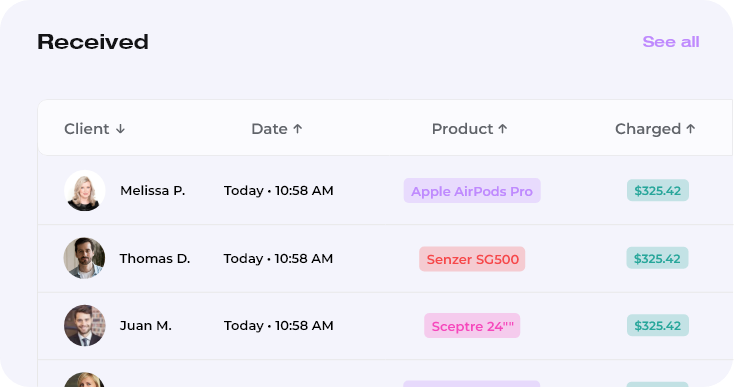 Received See all
Client ↓ Date ↑ Product ↑ Charged ↑
Melissa P. Today • 10:58 AM Apple AirPods Pro $325.42
Thomas D. Today • 10:58 AM Senzer SG500 $325.42
Juan M. Today • 10:58 AM Sceptre 24"" $325.42